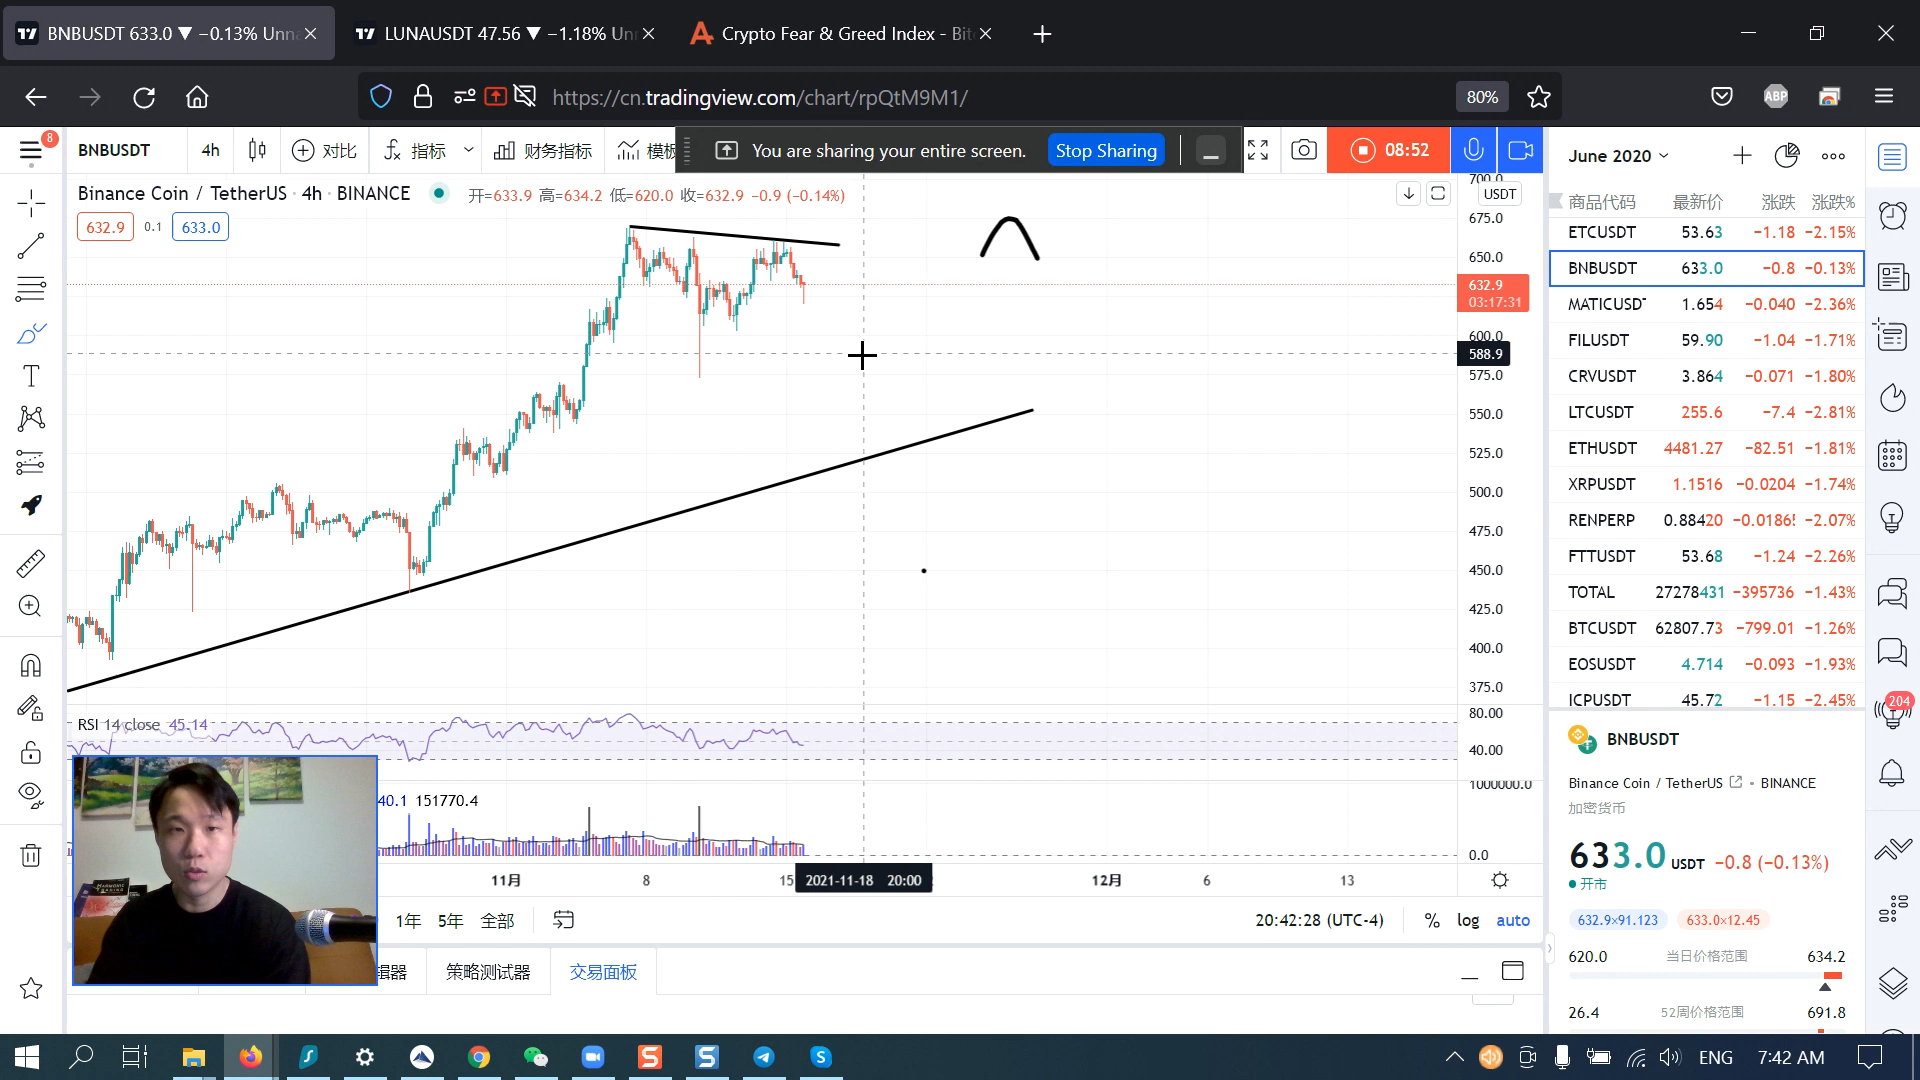 BNBUSDT 633.0 ▼ −0.13% Unna
LUNAUSDT 47.56 ▼ −1.18% Un
Crypto Fear & Greed Index - Bit
https://cn.tradingview.com/chart/rpQtM9M1/
80%
ABP
8
BNBUSDT
4h
对比
指标
财务指标
模板
You are sharing your entire screen.
Stop Sharing
08:52
June 2020
Binance Coin / TetherUS · 4h · BINANCE
开=633.9 高=634.2 低=620.0 收=632.9 −0.9 (−0.14%)
632.9
0.1
633.0
USDT
700.0
675.0
650.0
632.9
03:17:31
600.0
588.9
575.0
550.0
525.0
500.0
475.0
450.0
425.0
400.0
375.0
RSI 14 close 45.14
80.00
40.00
40.1 151770.4
1000000.0
0.0
11月
8
15
2021-11-18 20:00
12月
6
13
1年
5年
全部
20:42:28 (UTC-4)
%
log
auto
辑器
策略测试器
交易面板
商品代码 最新价 涨跌 涨跌%
ETCUSDT 53.63 −1.18 −2.15%
BNBUSDT 633.0 −0.8 −0.13%
MATICUSDT 1.654 −0.040 −2.36%
FILUSDT 59.90 −1.04 −1.71%
CRVUSDT 3.864 −0.071 −1.80%
LTCUSDT 255.6 −7.4 −2.81%
ETHUSDT 4481.27 −82.51 −1.81%
XRPUSDT 1.1516 −0.0204 −1.74%
RENPERP 0.88420 −0.01865 −2.07%
FTTUSDT 53.68 −1.24 −2.26%
TOTAL 27278431 −395736 −1.43%
BTCUSDT 62807.73 −799.01 −1.26%
EOSUSDT 4.714 −0.093 −1.93%
ICPUSDT 45.72 −1.15 −2.45%
204
BNBUSDT
Binance Coin / TetherUS · BINANCE
加密货币
633.0 USDT −0.8 (−0.13%)
开市
632.9×91.123
633.0×12.45
620.0 当日价格范围 634.2
26.4 52周价格范围 691.8
HARMONIC
ENG
7:42 AM